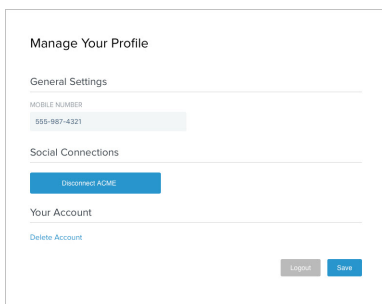 Manage Your Profile
General Settings
MOBILE NUMBER
555-987-4321
Social Connections
Disconnect ACME
Your Account
Delete Account
Logout Save